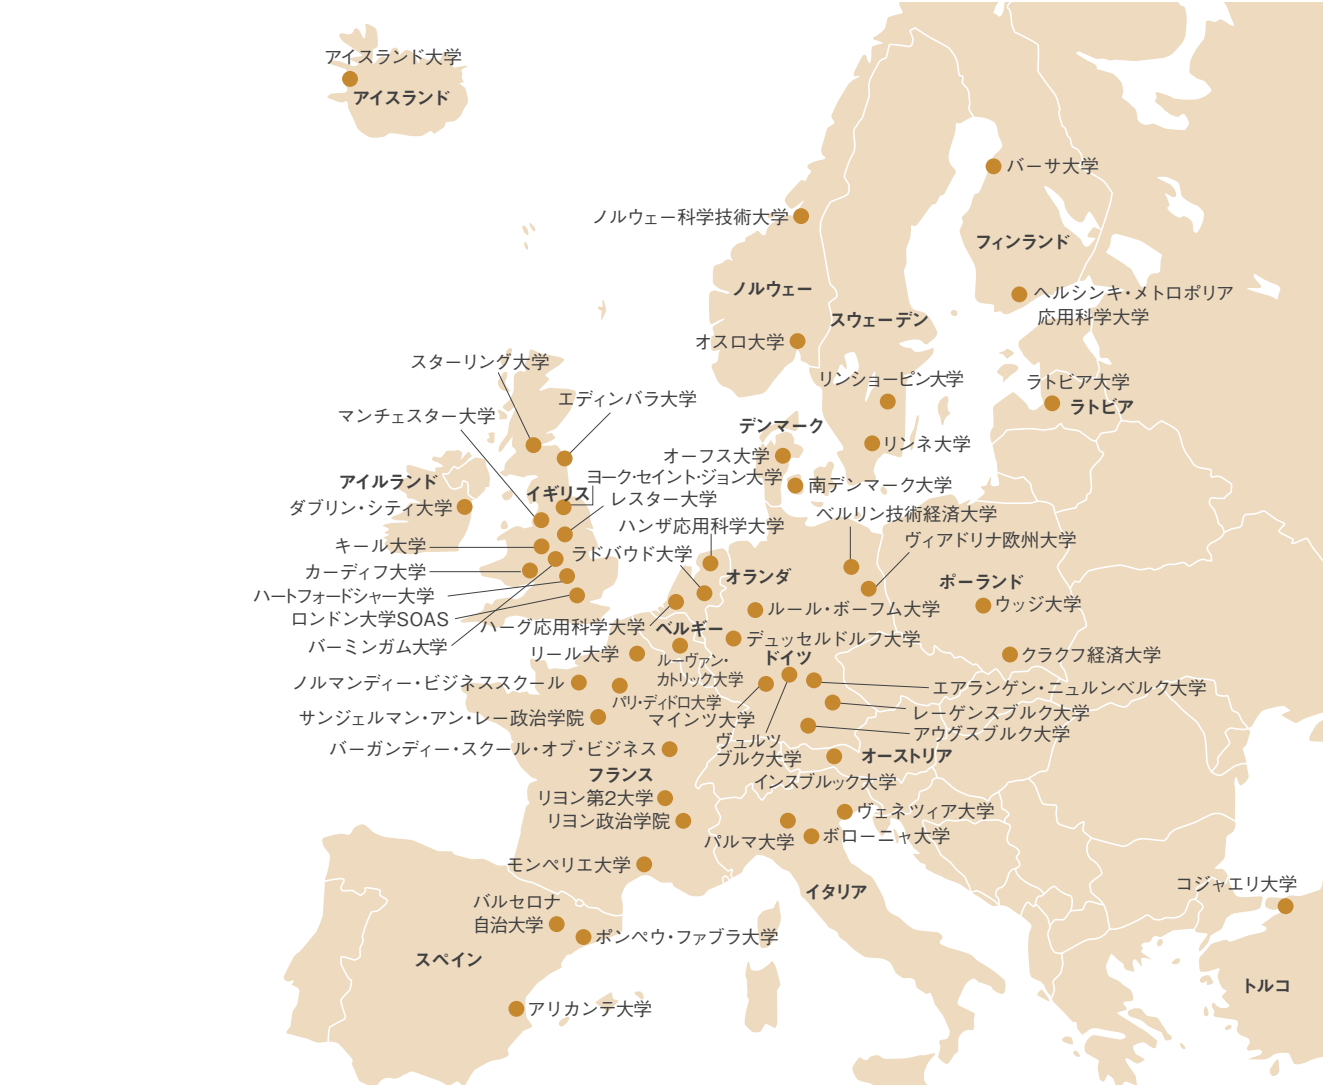 アイスランド大学
アイスランド
バーサ大学
ノルウェー科学技術大学
フィンランド
ノルウェー
ヘルシンキ・メトロポリア
応用科学大学
スウェーデン
オスロ大学
スターリング大学
リンショーピン大学
ラトビア大学
ラトビア
エディンバラ大学
マンチェスター大学
デンマーク
リンネ大学
オーフス大学
ヨーク・セイント・ジョン大学
アイルランド
イギリス
南デンマーク大学
レスター大学
ダブリン・シティ大学
ベルリン技術経済大学
ハンザ応用科学大学
ヴィアドリナ欧州大学
キール大学
ラドバウド大学
カーディフ大学
オランダ
ポーランド
ハートフォードシャー大学
ウッジ大学
ルール・ボーフム大学
ロンドン大学SOAS
ハーグ応用科学大学
ベルギー
デュッセルドルフ大学
バーミンガム大学
リール大学
ルーヴァン・
カトリック大学
ドイツ
クラクフ経済大学
ノルマンディー・ビジネススクール
エアランゲン・ニュルンベルク大学
パリ・ディドロ大学
レーゲンスブルク大学
サンジェルマン・アン・レー政治学院
マインツ大学
アウグスブルク大学
ヴュルツ
ブルク大学
バーガンディー・スクール・オブ・ビジネス
オーストリア
フランス
インスブルック大学
リヨン第2大学
ヴェネツィア大学
リヨン政治学院
パルマ大学
ボローニャ大学
モンペリエ大学
イタリア
コジャエリ大学
バルセロナ
自治大学
ポンペウ・ファブラ大学
スペイン
トルコ
アリカンテ大学